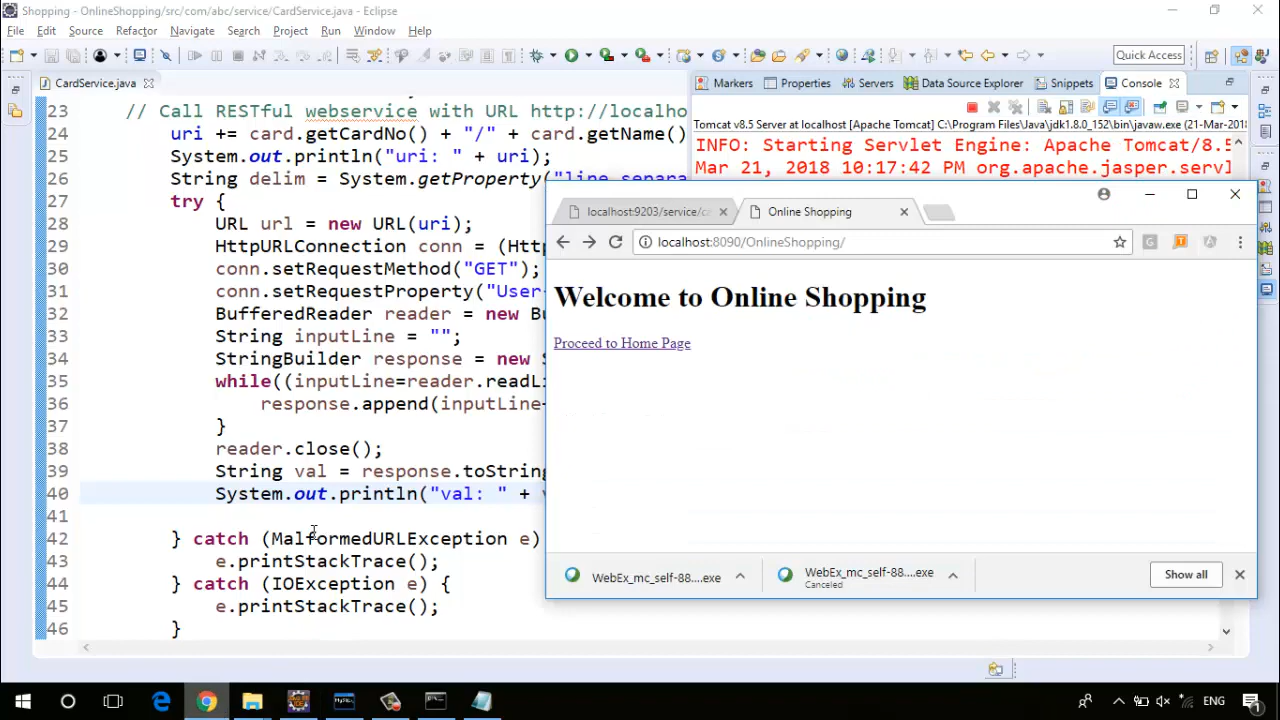 Shopping - OnlineShopping/src/com/abc/service/CardService.java - Eclipse
File Edit Source Refactor Navigate Search Project Run Window Help
Quick Access
CardService.java
Markers Properties Servers Data Source Explorer Snippets Console
Tomcat v8.5 Server at localhost [Apache Tomcat] C:\Program Files\Java\jdk1.8.0_152\bin\javaw.exe (21-Mar-2018
INFO: Starting Servlet Engine: Apache Tomcat/8.5
Mar 21, 2018 10:17:42 PM org.apache.jasper.servl
23 // Call RESTful webservice with URL http://localho
24 uri += card.getCardNo() + "/" + card.getName()
25 System.out.println("uri: " + uri);
26 String delim = System.getProperty("line.separa
27 try {
28 URL url = new URL(uri);
29 HttpURLConnection conn = (Htt
30 conn.setRequestMethod("GET");
31 conn.setRequestProperty("User-
32 BufferedReader reader = new Bu
33 String inputLine = "";
34 StringBuilder response = new S
35 while((inputLine=reader.readLi
36 response.append(inputLine
37 }
38 reader.close();
39 String val = response.toString
40 System.out.println("val: " + v
41
42 } catch (MalformedURLException e)
43 e.printStackTrace();
44 } catch (IOException e) {
45 e.printStackTrace();
46 }
localhost:9203/service/ca
Online Shopping
localhost:8090/OnlineShopping/
Welcome to Online Shopping
Proceed to Home Page
WebEx_mc_self-88....exe
WebEx_mc_self-88....exe
Canceled
Show all
ENG